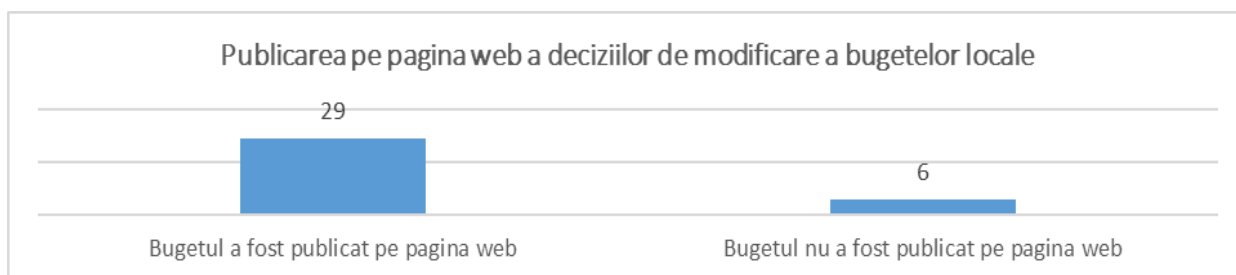 Publicarea pe pagina web a deciziilor de modificare a bugetelor locale
29
6
Bugetul a fost publicat pe pagina web
Bugetul nu a fost publicat pe pagina web